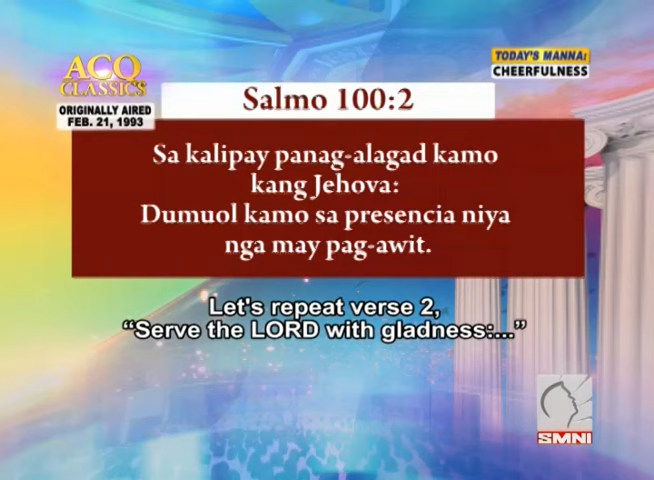 ACQ
CLASSICS
ORIGINALLY AIRED
FEB. 21, 1993
TODAY'S MANNA:
CHEERFULNESS
Salmo 100:2
Sa kalipay panag-alagad kamo
kang Jehova:
Dumuol kamo sa presencia niya
nga may pag-awit.
Let's repeat verse 2,
“Serve the LORD with gladness:...”
SMNI